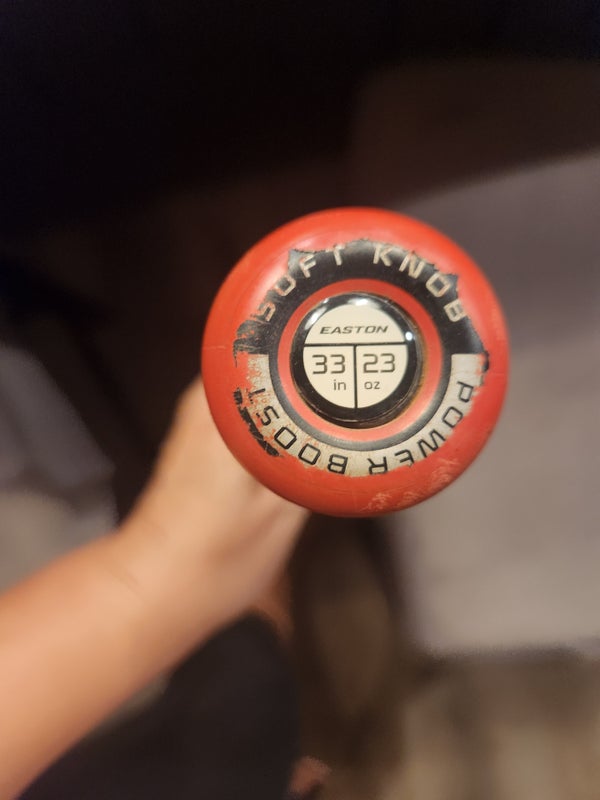 SOFT KNOB
EASTON
33 23
in oz
POWER BOOST